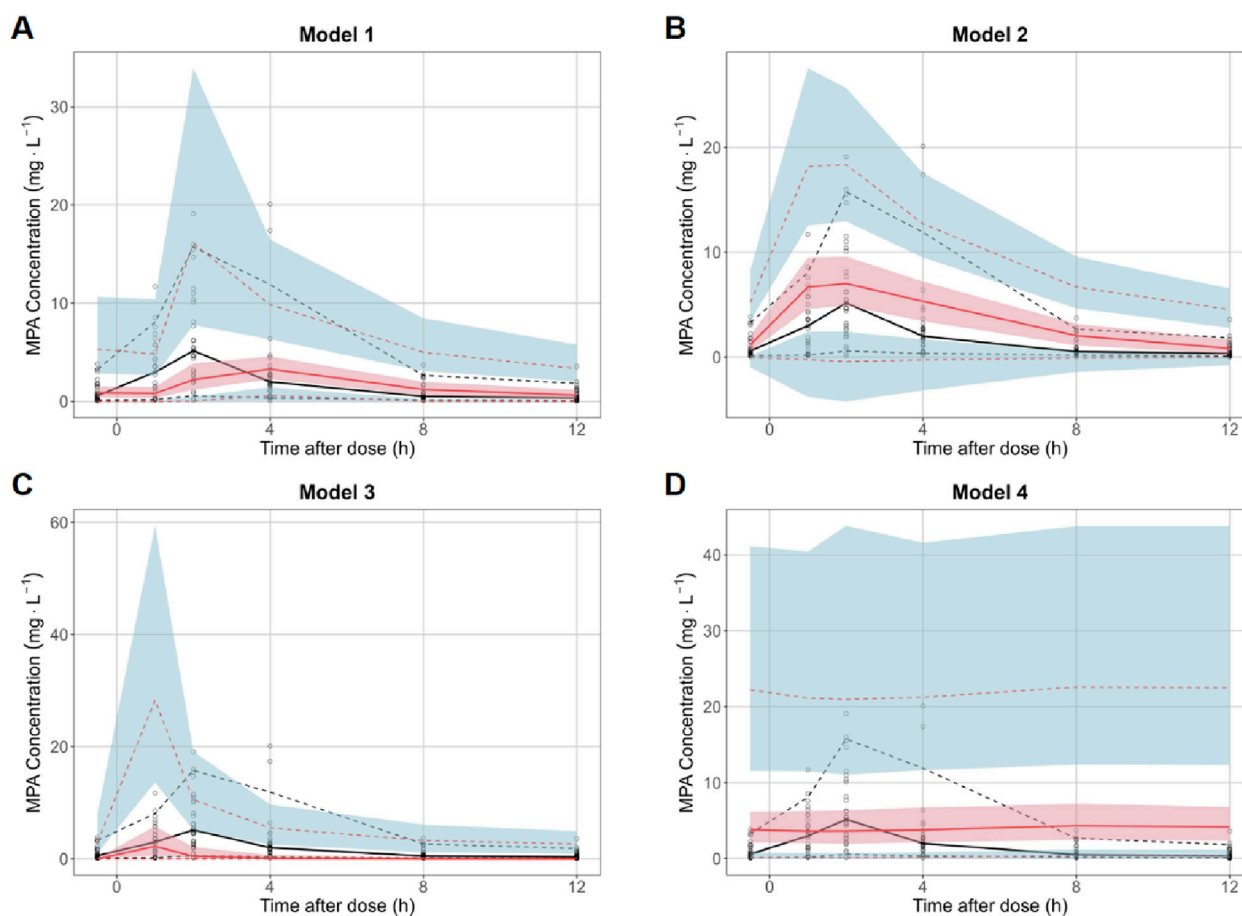 A
Model 1
MPA Concentration (mg · L⁻¹)
30
20
10
0
0 4 8 12
Time after dose (h)
B
Model 2
MPA Concentration (mg · L⁻¹)
20
10
0
0 4 8 12
Time after dose (h)
C
Model 3
MPA Concentration (mg · L⁻¹)
60
40
20
0
0 4 8 12
Time after dose (h)
D
Model 4
MPA Concentration (mg · L⁻¹)
40
30
20
10
0
0 4 8 12
Time after dose (h)